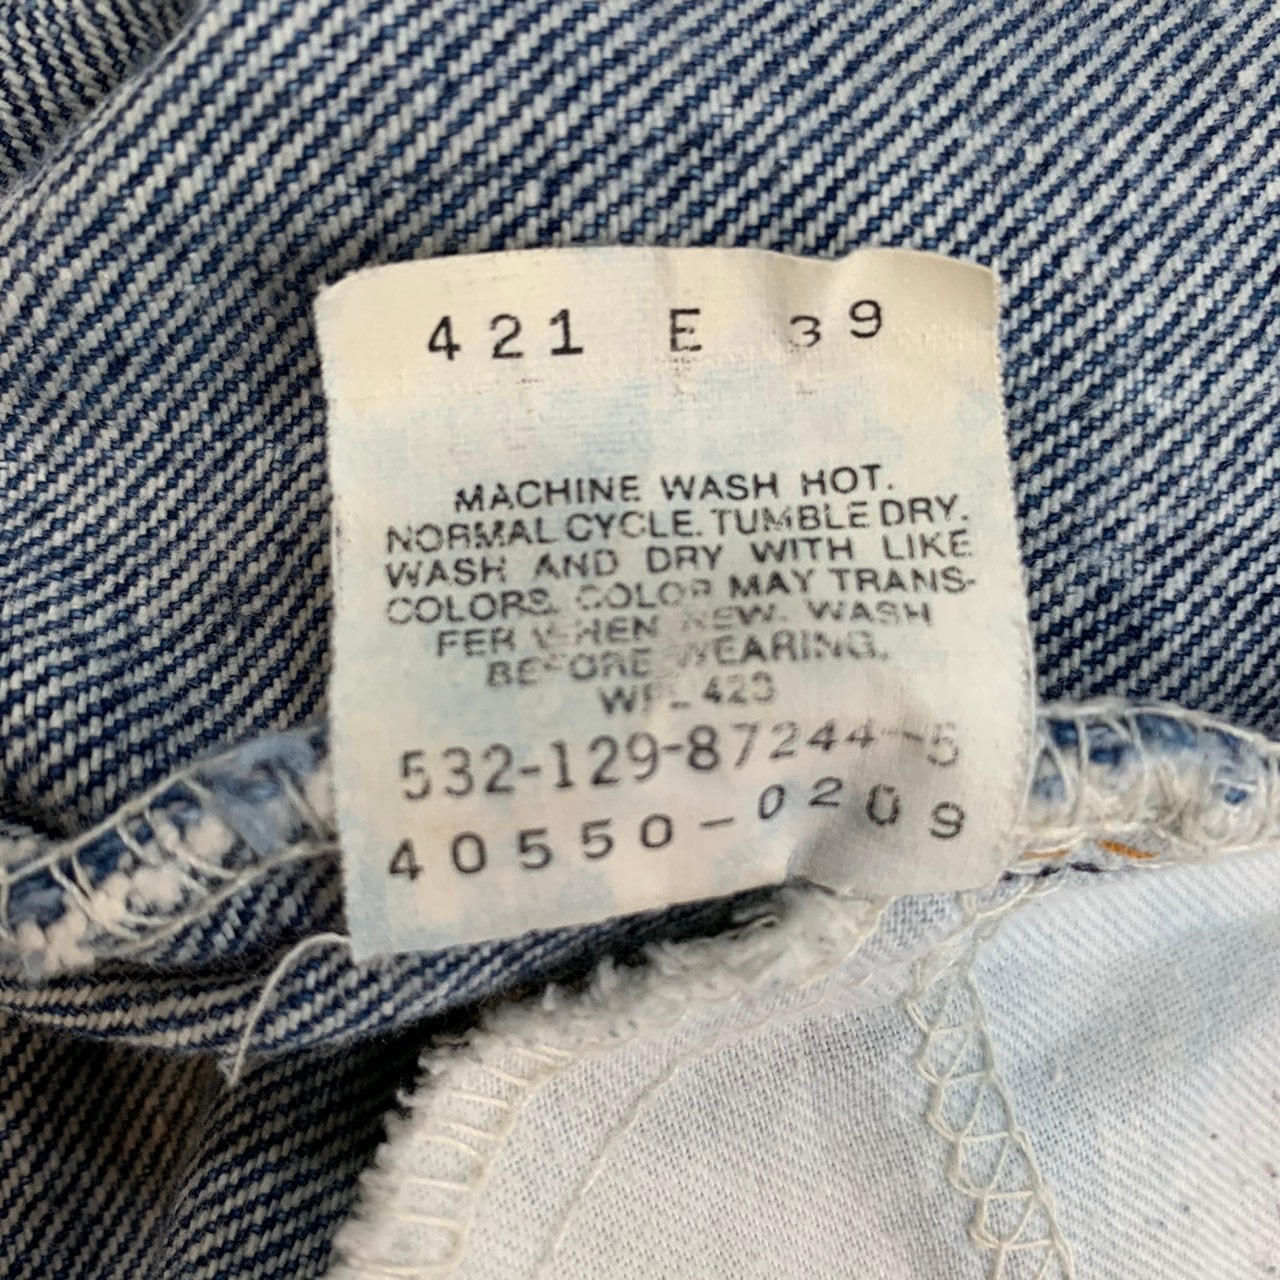 421 E 39
MACHINE WASH HOT.
NORMAL CYCLE. TUMBLE DRY.
WASH AND DRY WITH LIKE
COLORS. COLOR MAY TRANS-
FER WHEN NEW. WASH
BEFORE WEARING.
WPL 423
532-129-87244-5
40550-0209